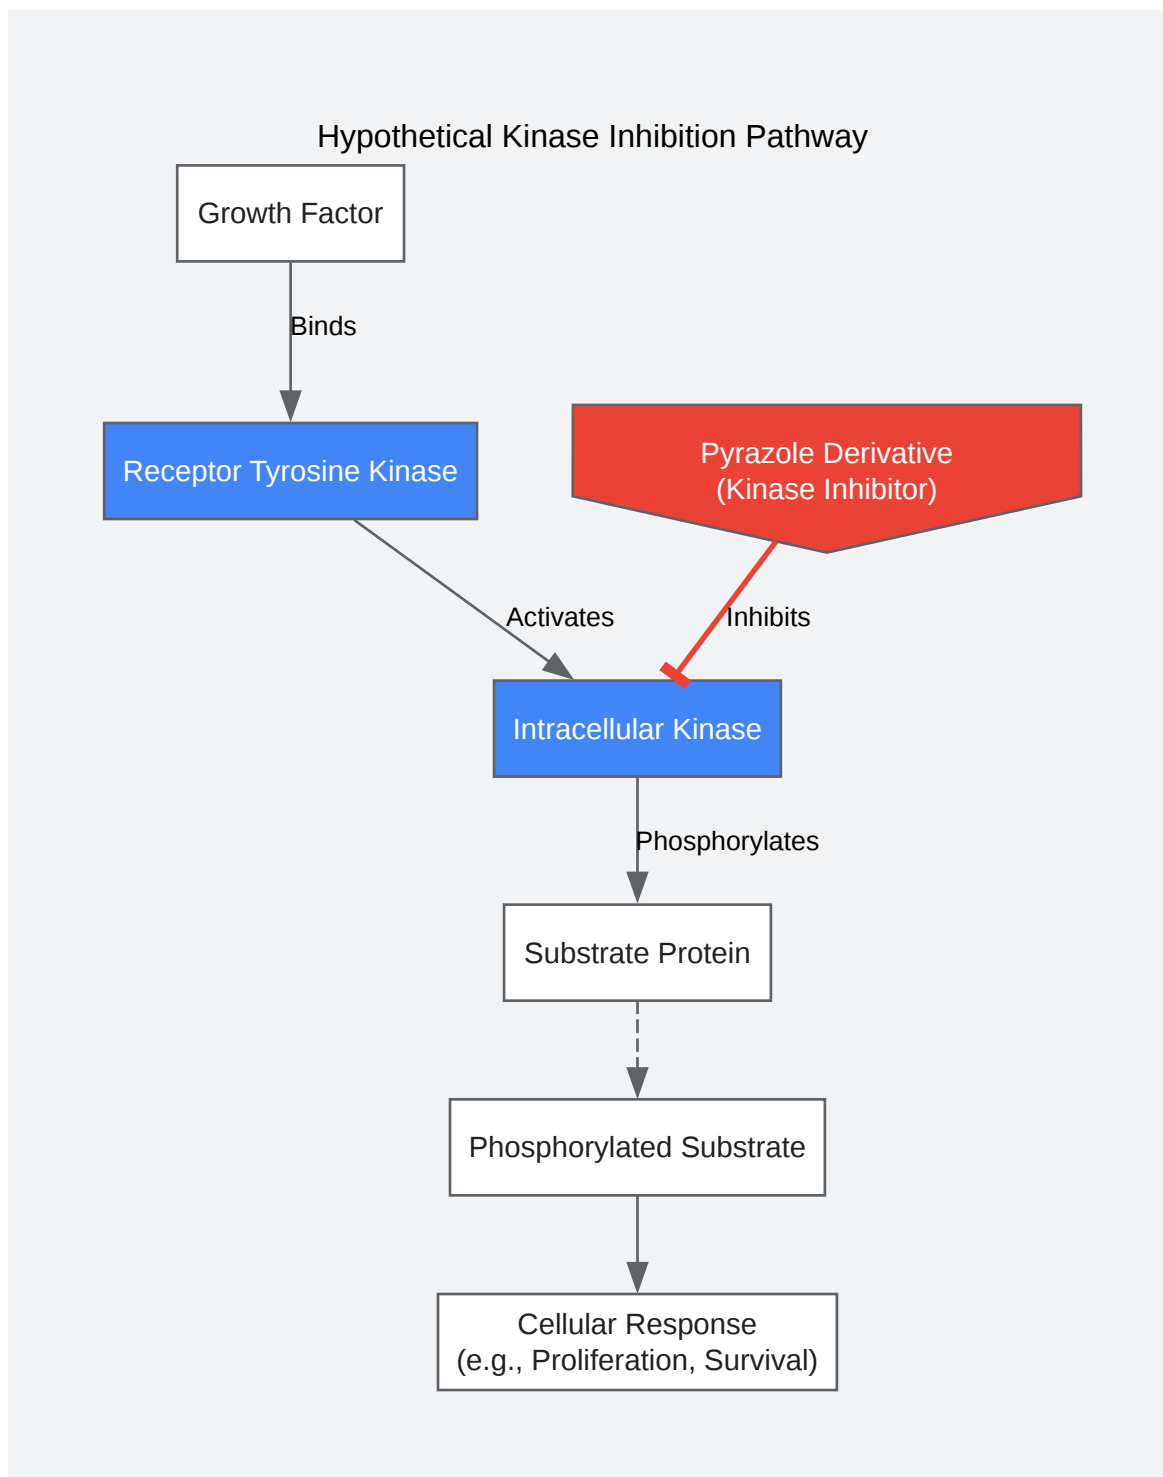 Hypothetical Kinase Inhibition Pathway
Growth Factor
Binds
Receptor Tyrosine Kinase
Pyrazole Derivative
(Kinase Inhibitor)
Activates
Inhibits
Intracellular Kinase
Phosphorylates
Substrate Protein
Phosphorylated Substrate
Cellular Response
(e.g., Proliferation, Survival)